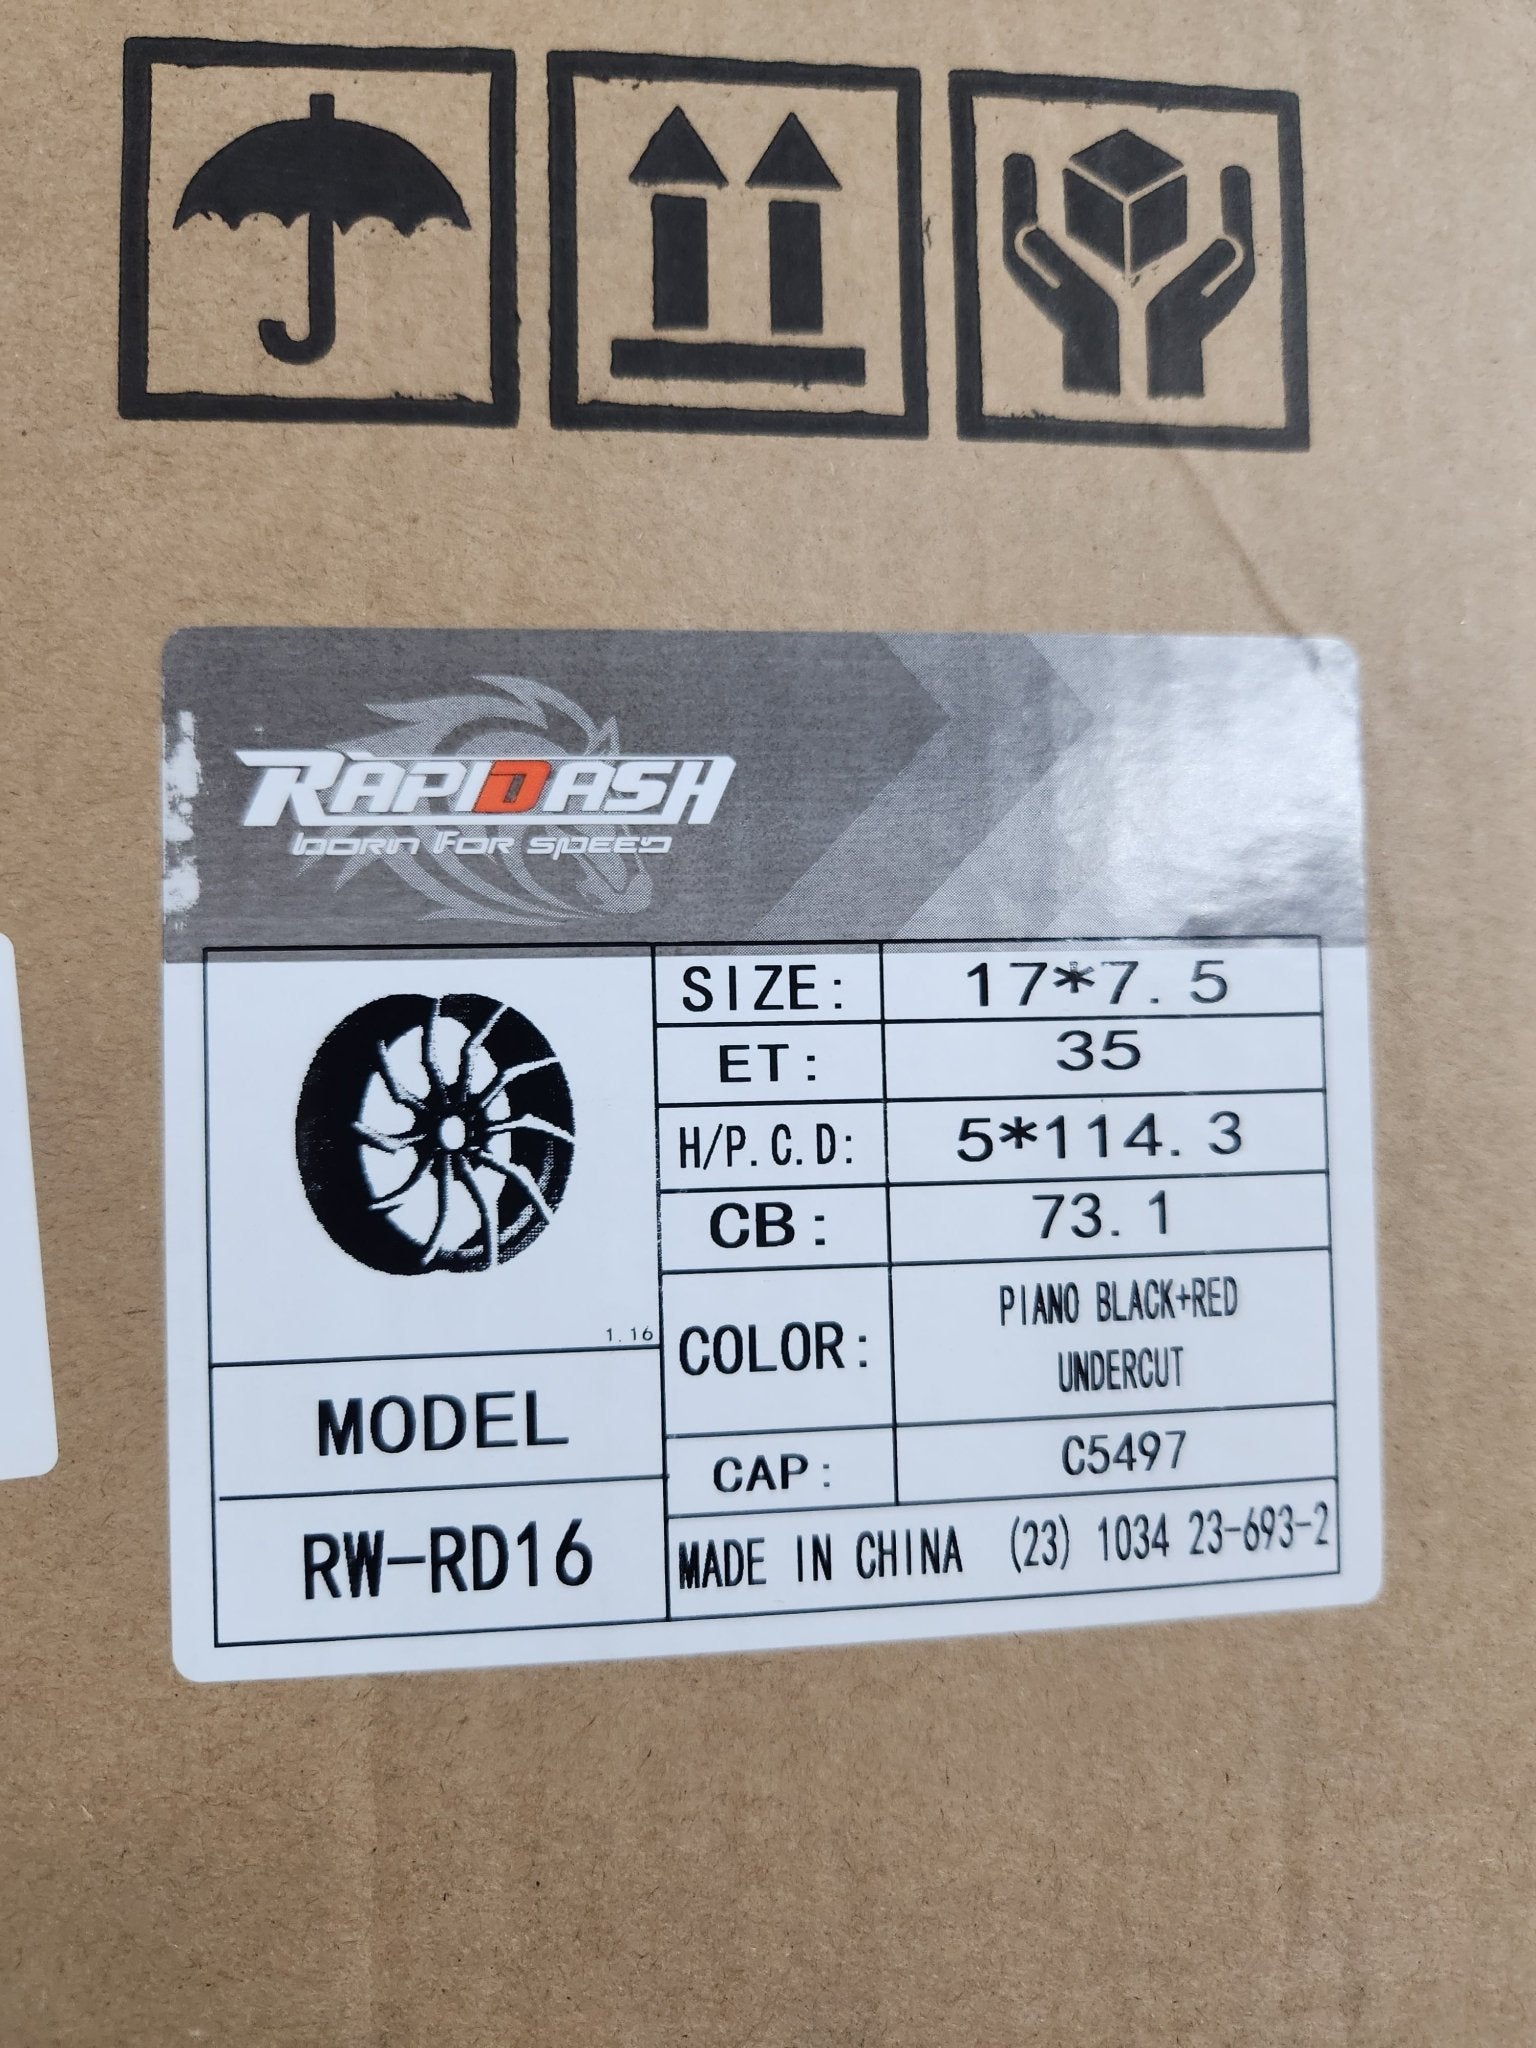 RAPIDASH
born For speed
SIZE: 17*7.5
ET: 35
H/P.C.D: 5*114.3
CB: 73.1
COLOR: PIANO BLACK+RED
UNDERCUT
CAP: C5497
MADE IN CHINA (23) 1034 23-693-2
1.16
MODEL
RW-RD16